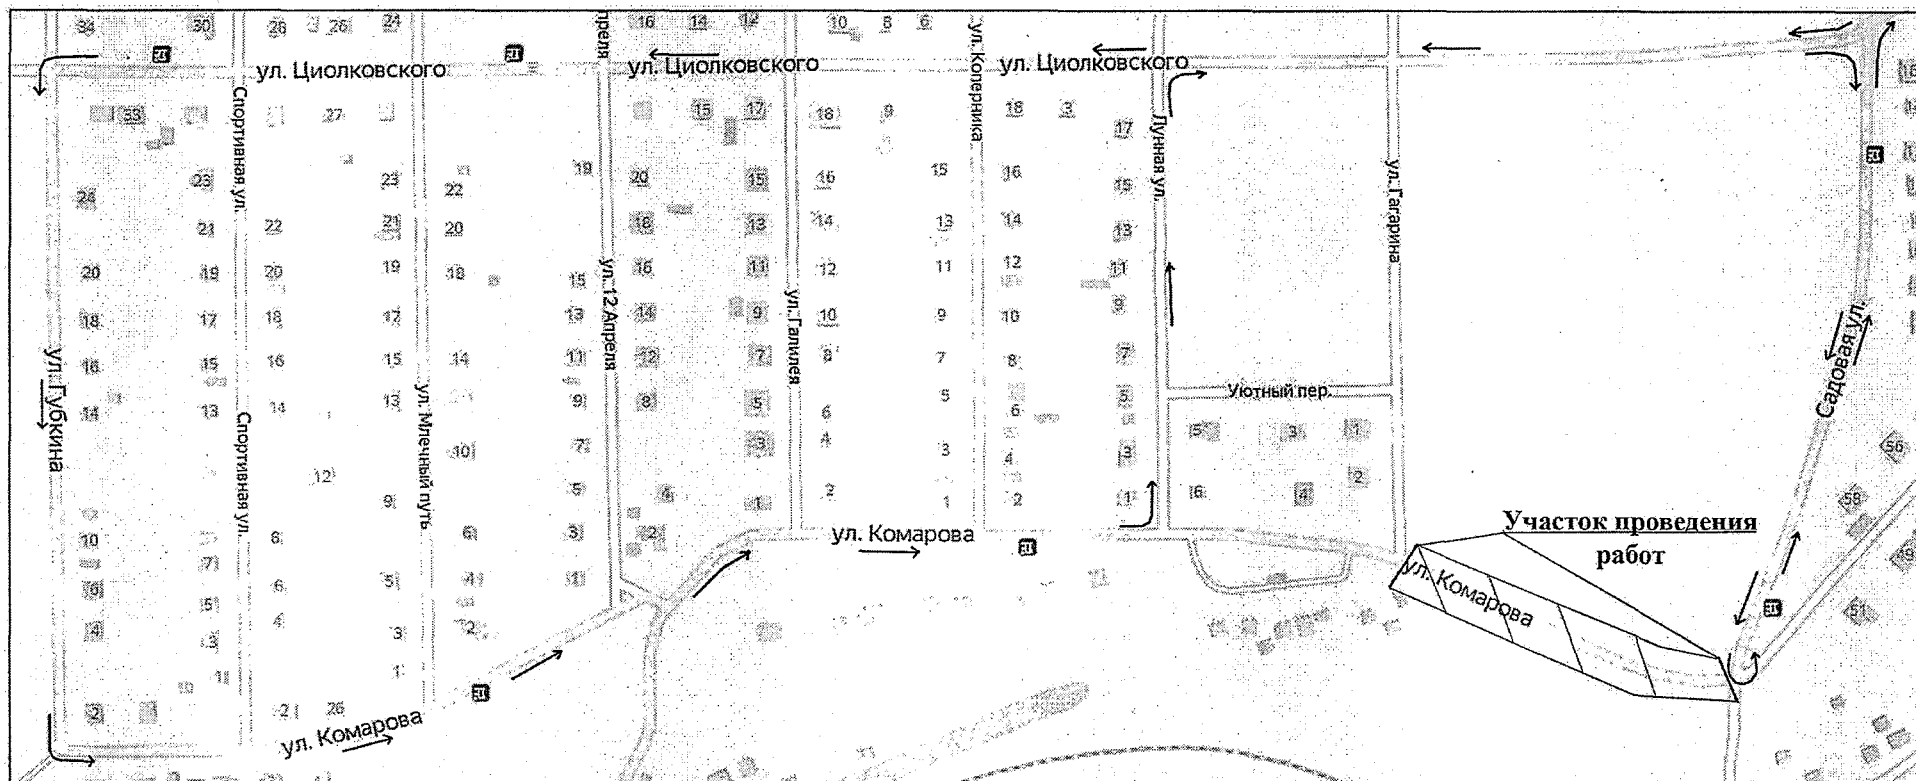 34 30 26 3 26 24 16 14 12 10 8 6
ул. Циолковского ул. Циолковского ул. Циолковского
33 27 15 17 18 9 18 3 17
Спортивная ул.
ул. Коперника
Лунная ул.
ул. Гагарина
24 23 23 22 19 20 15 16 15 16 15
21 22 21 20 18 13 14 13 14 13
20 19 20 19 18 15 16 11 12 11 12 11
18 17 18 17 13 14 9 10 9 10 9
16 15 16 15 14 11 12 7 8 7 8 7
14 13 14 13 9 8 5 6 5 6 5
ул. Губкина
Спортивная ул.
ул. Млечный путь
ул. 12 Апреля
ул. Галилея
Садовая ул.
Уютный пер.
5 3 1
6 4 2
12 10 7 3 4 3 4 3
9 5 4 1 2 1 2 1
10 8 6 3 2
7 6 5 4 1
6 5 4 3 2
4 3 1
2 2 26
56
58
49
51
ул. Комарова
ул. Комарова
ул. Комарова
Участок проведения
работ